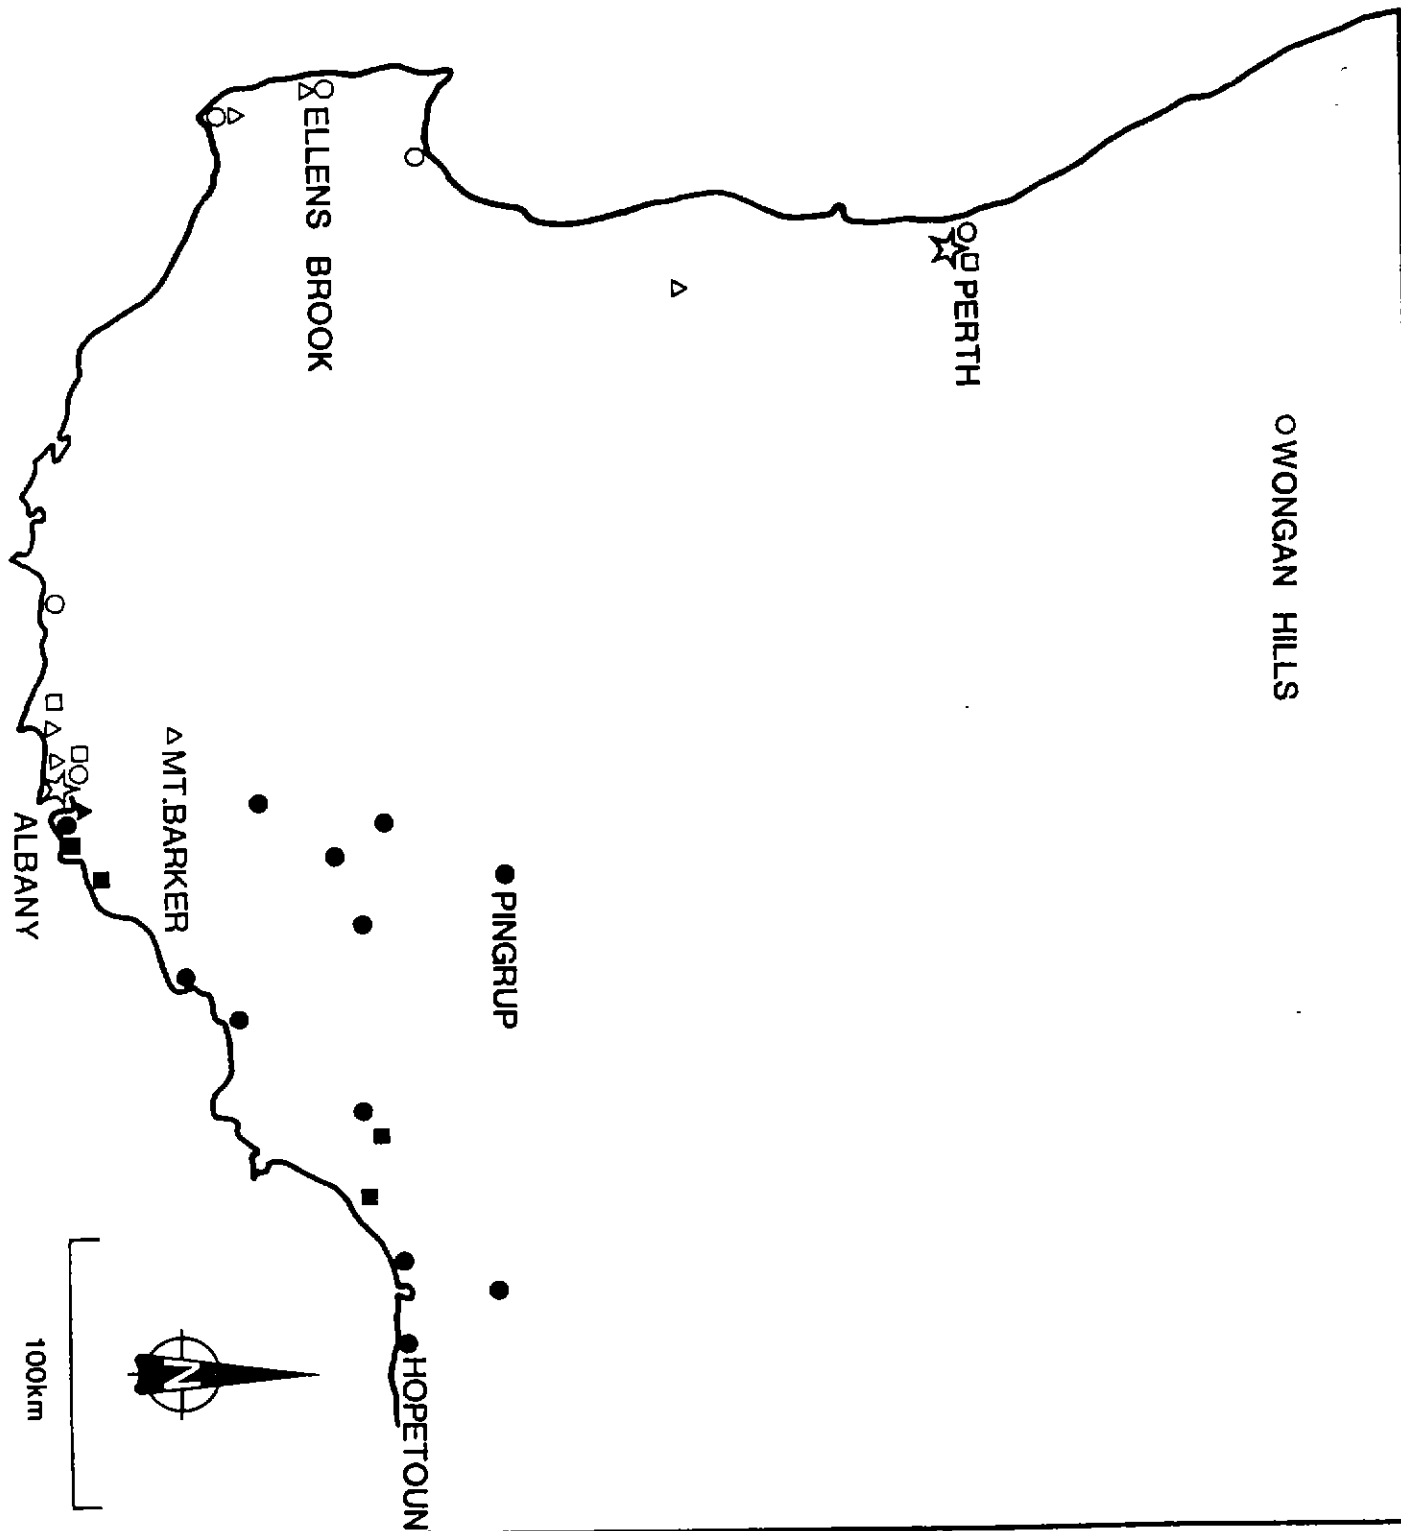 WONGAN HILLS
PERTH
PINGRUP
HOPETOUN
ELLENS BROOK
MT.BARKER
ALBANY
N
100km